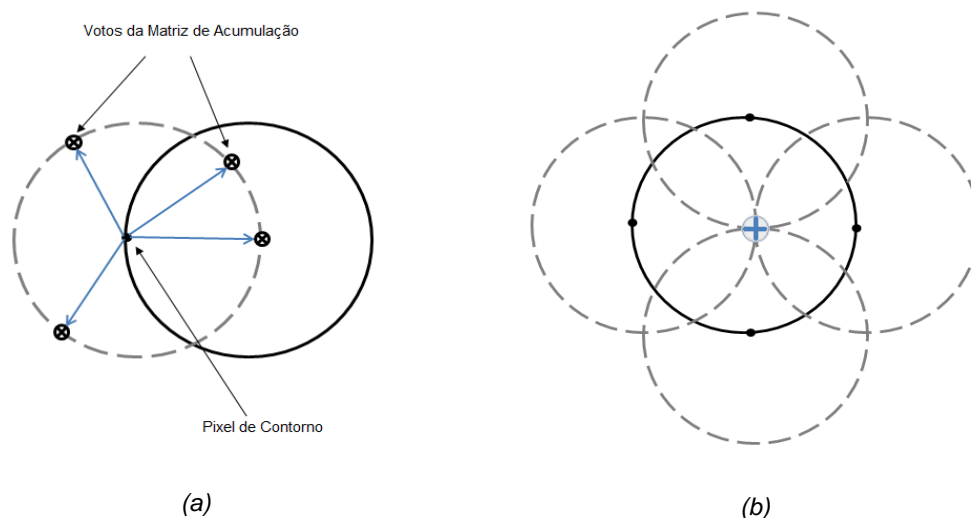 Votos da Matriz de Acumulação
Pixel de Contorno
(a)
(b)